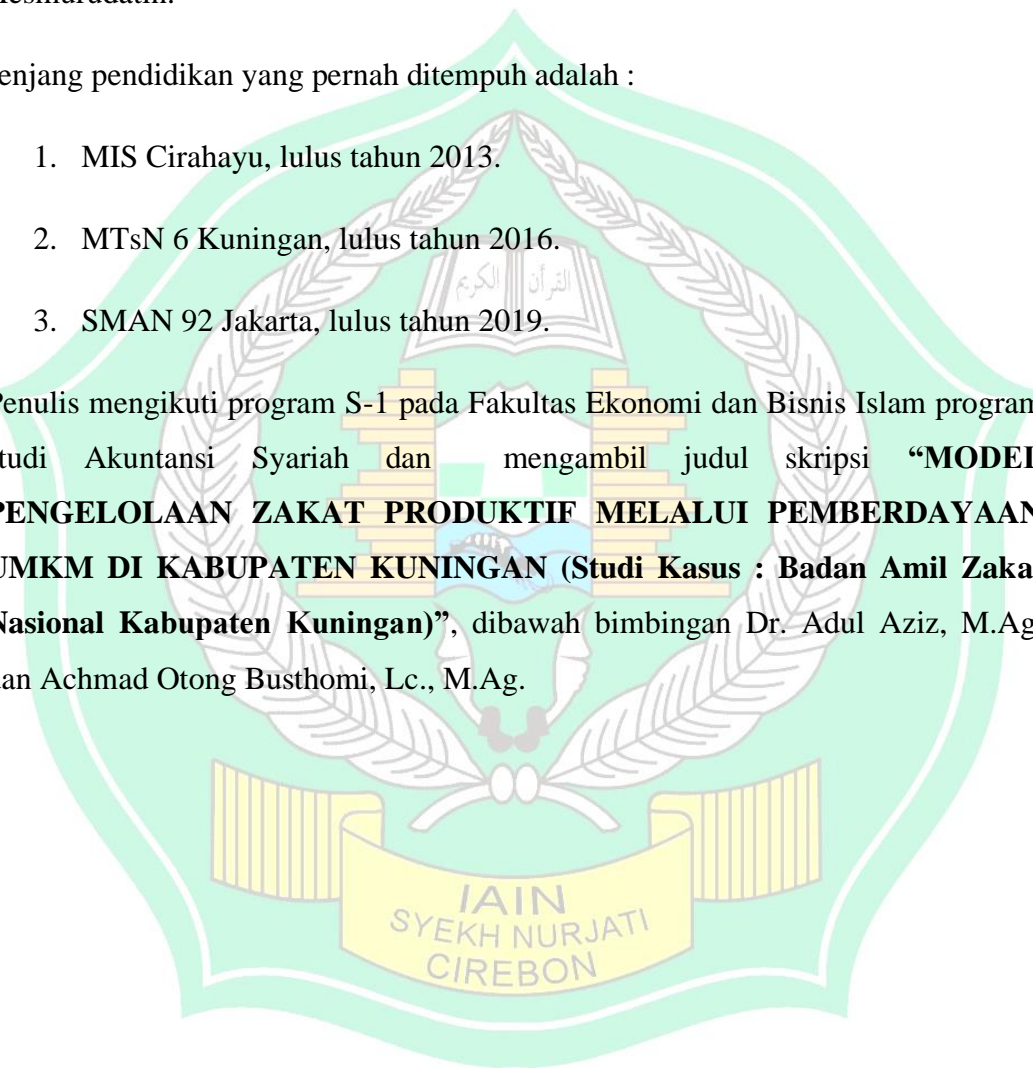 enjang pendidikan yang pernah ditempuh adalah :
1. MIS Cirahayu, lulus tahun 2013.
2. MTsN 6 Kuningan, lulus tahun 2016.
3. SMAN 92 Jakarta, lulus tahun 2019.
القرآن الكريم
Penulis mengikuti program S-1 pada Fakultas Ekonomi dan Bisnis Islam program
studi Akuntansi Syariah dan mengambil judul skripsi “MODEL
PENGELOLAAN ZAKAT PRODUKTIF MELALUI PEMBERDAYAAN
UMKM DI KABUPATEN KUNINGAN (Studi Kasus : Badan Amil Zakat
Nasional Kabupaten Kuningan)”, dibawah bimbingan Dr. Adul Aziz, M.Ag
dan Achmad Otong Busthomi, Lc., M.Ag.
IAIN
SYEKH NURJATI
CIREBON